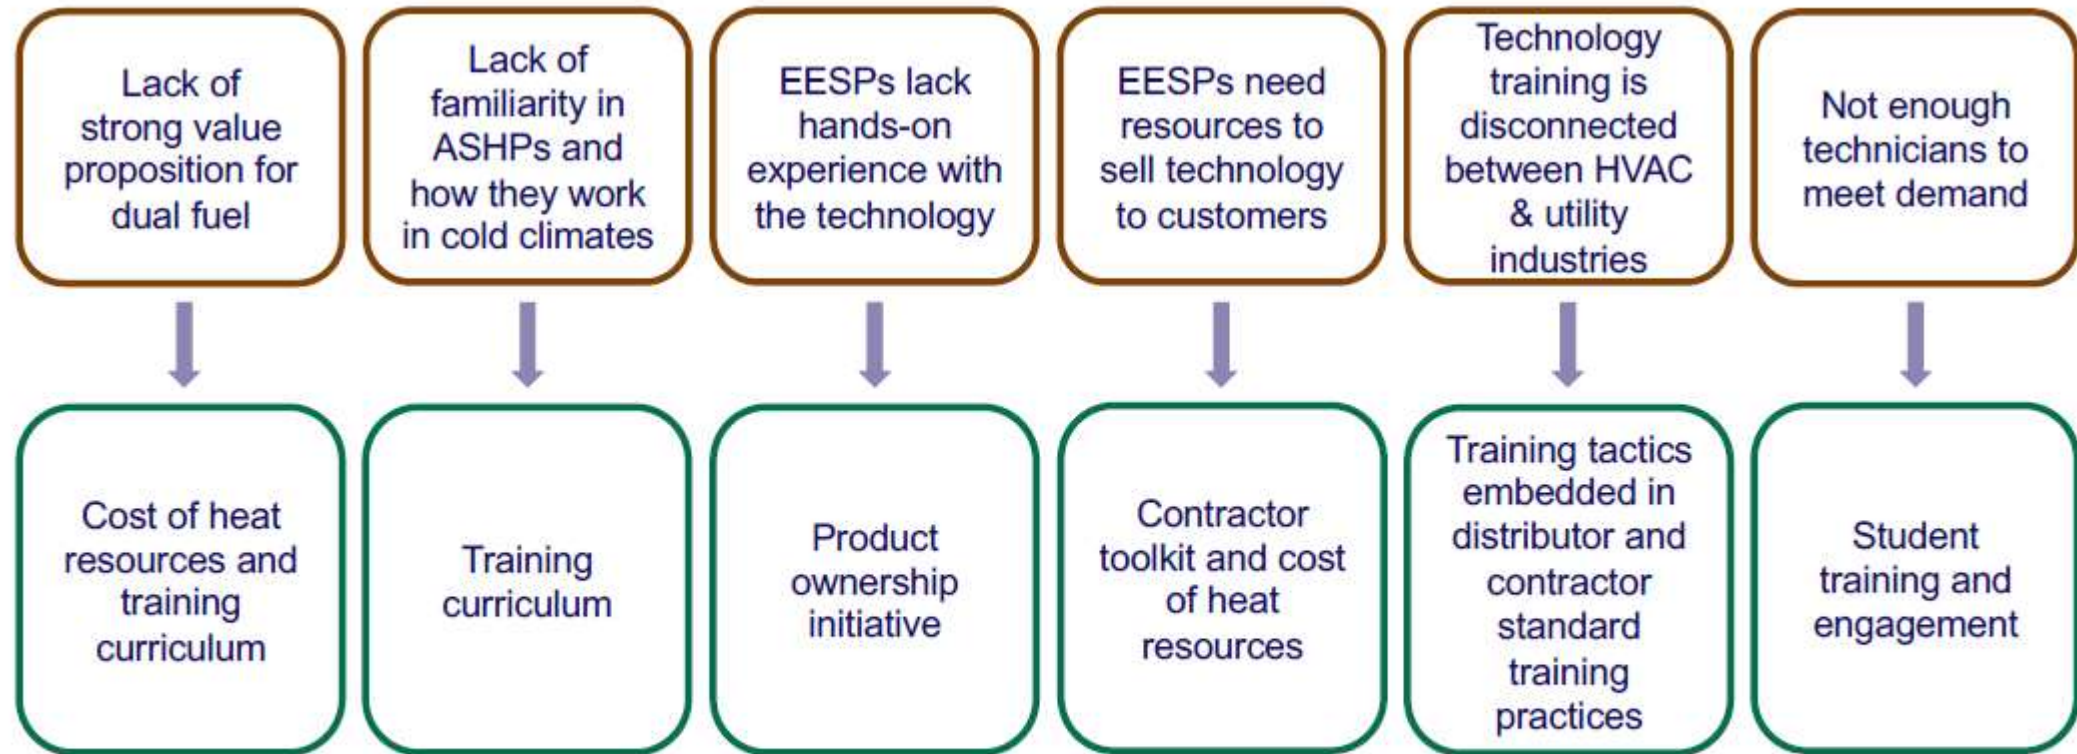 Lack of
strong value
proposition for
dual fuel
Lack of
familiarity in
ASHPs and
how they work
in cold climates
EESPs lack
hands-on
experience with
the technology
EESPs need
resources to
sell technology
to customers
Technology
training is
disconnected
between HVAC
& utility
industries
Not enough
technicians to
meet demand
Cost of heat
resources and
training
curriculum
Training
curriculum
Product
ownership
initiative
Contractor
toolkit and cost
of heat
resources
Training tactics
embedded in
distributor and
contractor
standard
training
practices
Student
training and
engagement